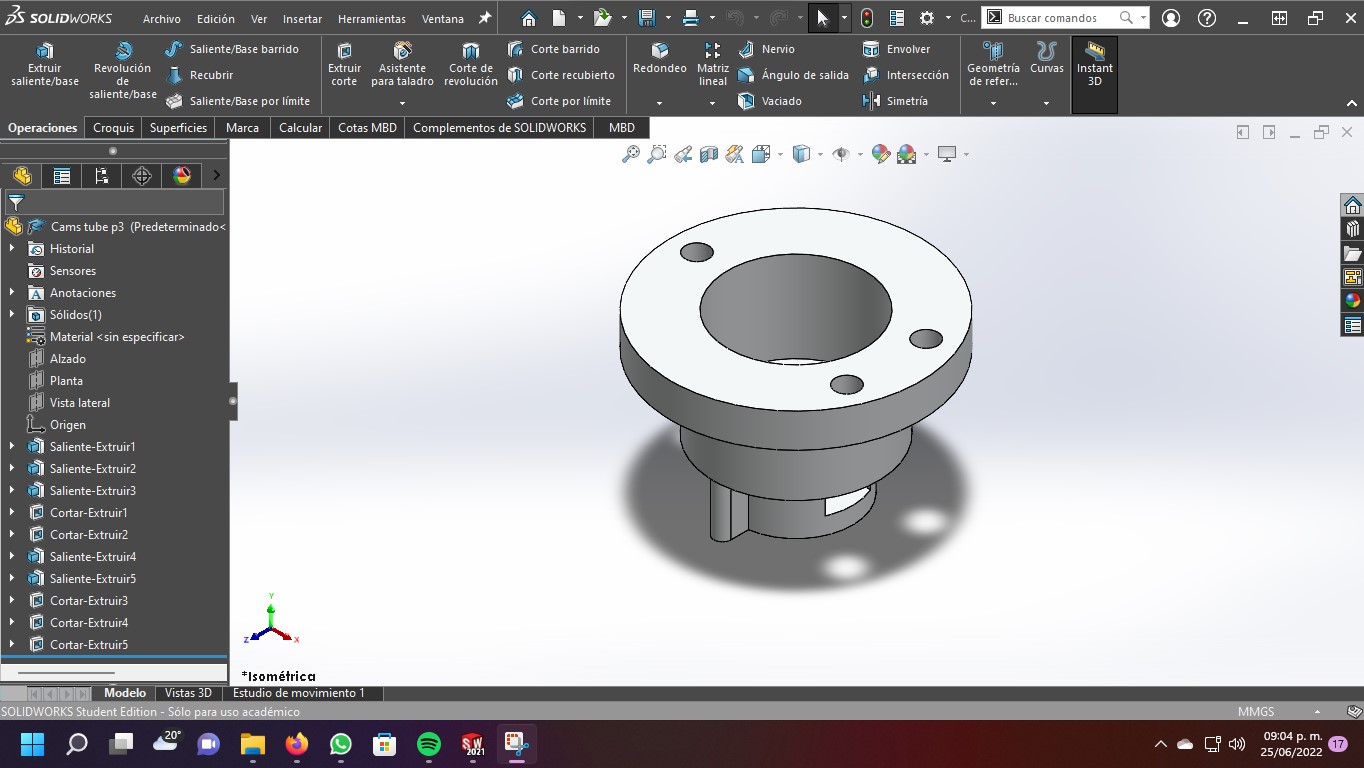 SOLIDWORKS Archivo Edición Ver Insertar Herramientas Ventana C... Buscar comandos
Extruir saliente/base
Revolución de saliente/base
Saliente/Base barrido
Recubrir
Saliente/Base por límite
Extruir corte
Asistente para taladro
Corte de revolución
Corte barrido
Corte recubierto
Corte por límite
Redondeo
Matriz lineal
Nervio
Ángulo de salida
Vaciado
Envolver
Intersección
Simetría
Geometría de refer...
Curvas
Instant 3D
Operaciones Croquis Superficies Marca Calcular Cotas MBD Complementos de SOLIDWORKS MBD
Cams tube p3 (Predeterminado<
Historial
Sensores
A Anotaciones
Sólidos(1)
Material <sin especificar>
Alzado
Planta
Vista lateral
Origen
Saliente-Extruir1
Saliente-Extruir2
Saliente-Extruir3
Cortar-Extruir1
Cortar-Extruir2
Saliente-Extruir4
Saliente-Extruir5
Cortar-Extruir3
Cortar-Extruir4
Cortar-Extruir5
Y
Z X
*Isométrica
Modelo Vistas 3D Estudio de movimiento 1
SOLIDWORKS Student Edition - Sólo para uso académico MMGS
20°
SW 2021
09:04 p. m.
25/06/2022 17